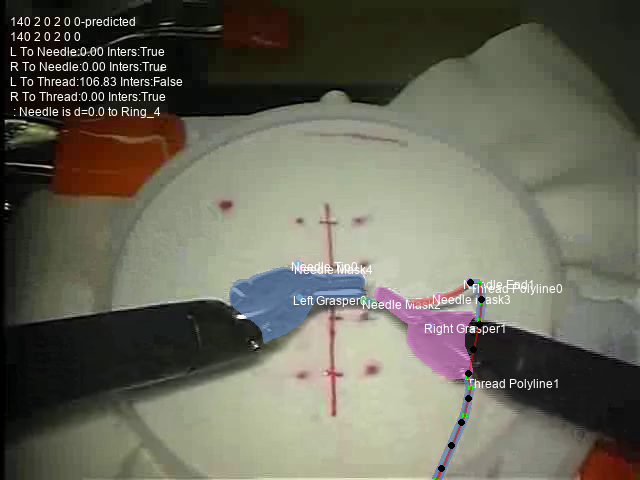 140 2 0 2 0 0-predicted
140 2 0 2 0 0
L To Needle:0.00 Inters:True
R To Needle:0.00 Inters:True
L To Thread:106.83 Inters:False
R To Thread:0.00 Inters:True
: Needle is d=0.0 to Ring_4
Needle Tip0
Needle Mask4
Needle End1
Thread Polyline0
Left Grasper0
Needle Mask2
Needle Mask3
Right Grasper1
Thread Polyline1